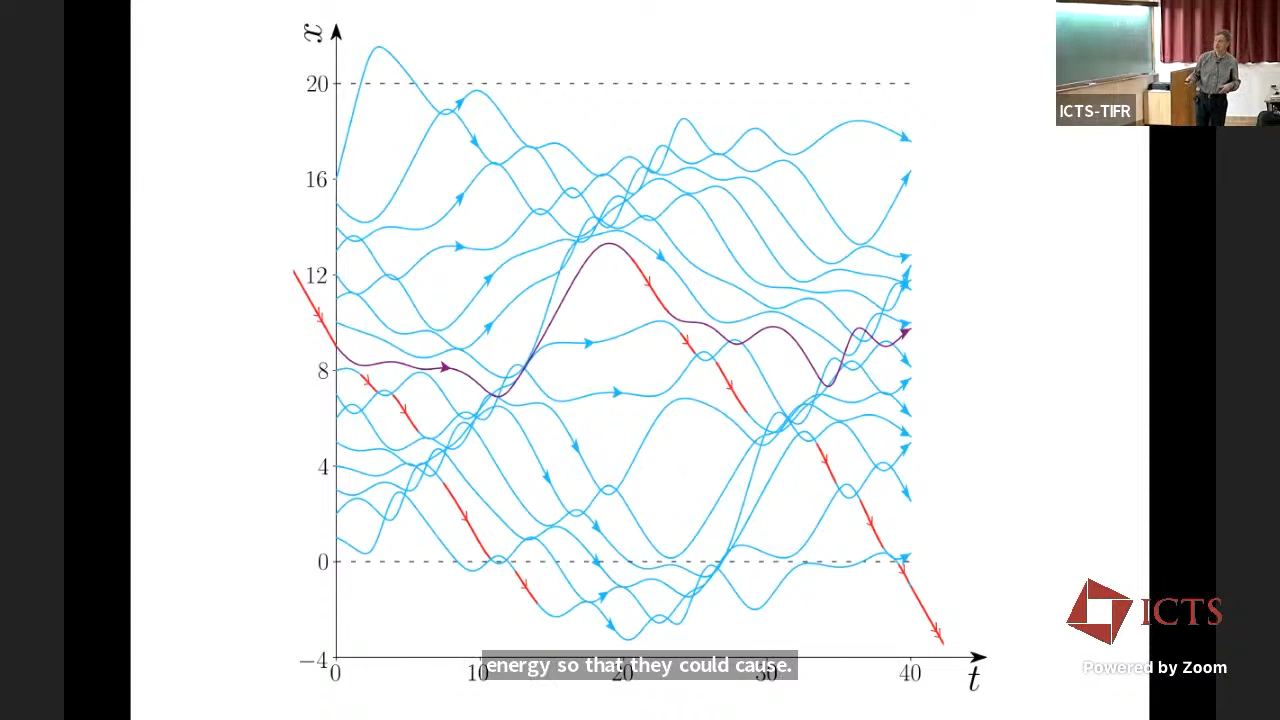 x
20
16
12
8
4
0
−4
0
10
20
30
40
t
energy so that they could cause.
ICTS-TIFR
ICTS
Powered by Zoom